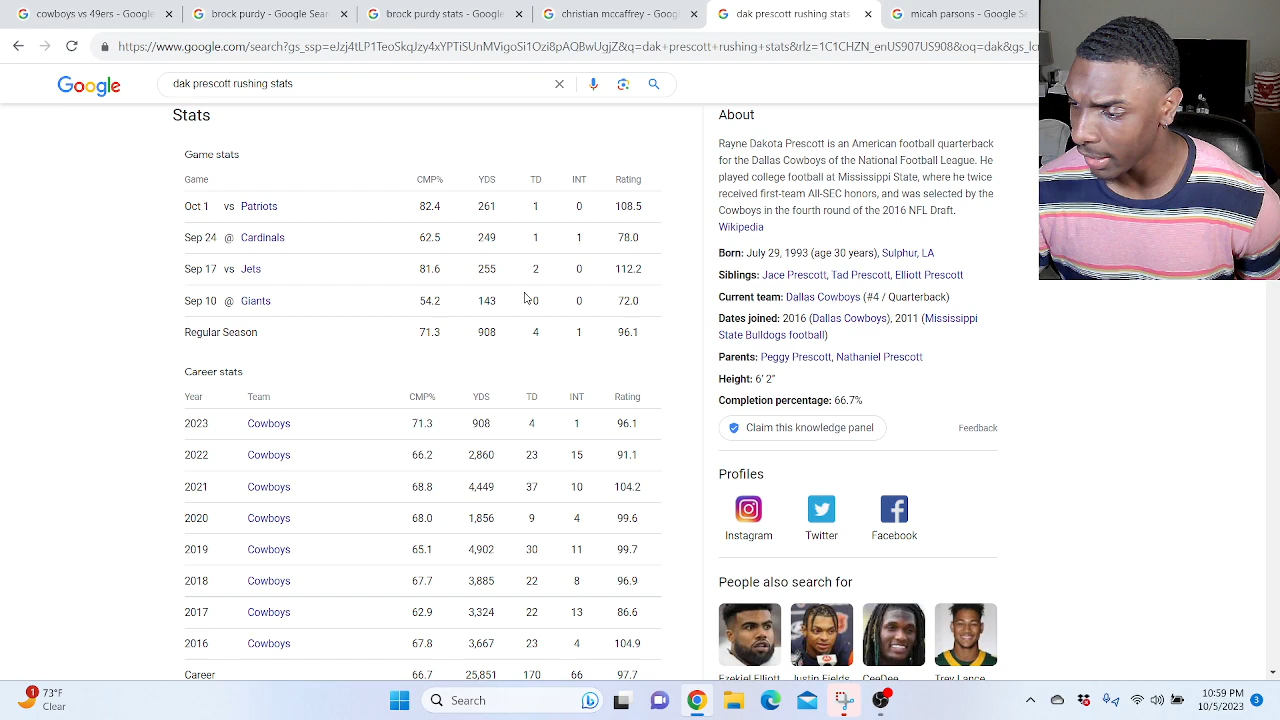 cowboys vs 49ers - Google
brock purdy - Google Sear
brock purdy stats - Google
christian mccaffrey - Goog
dak prescott rushing stats
micah parsons - Google Se
Google
dak prescott rushing stats
Stats
Game stats
Game CMP% YDS TD INT Rating
Oct 1 vs Patriots 82.4 261 1 0 108.5
Sep 24 @ Cardinals 62.5 249 1 1 78.0
Sep 17 vs Jets 81.6 255 2 0 112.2
Sep 10 @ Giants 54.2 143 0 0 72.0
Regular Season 71.3 908 4 1 96.1
Career stats
Year Team CMP% YDS TD INT Rating
2023 Cowboys 71.3 908 4 1 96.1
2022 Cowboys 66.2 2,860 23 15 91.1
2021 Cowboys 68.8 4,449 37 10 104.2
2020 Cowboys 68.0 1,856 9 4 99.6
2019 Cowboys 65.1 4,902 30 11 99.7
2018 Cowboys 67.7 3,885 22 8 96.9
2017 Cowboys 62.9 3,324 22 13 86.6
2016 Cowboys 67.8 3,667 23 4 104.9
Career 66.7 25,851 170 66 97.7
About
Rayne Dakota Prescott is an American football quarterback
for the Dallas Cowboys of the National Football League. He
played college football at Mississippi State, where he twice
received first-team All-SEC honors, and was selected by the
Cowboys in the fourth round of the 2016 NFL Draft.
Wikipedia
Born: July 29, 1993 (age 30 years), Sulphur, LA
Siblings: Jace Prescott, Tad Prescott, Elliott Prescott
Current team: Dallas Cowboys (#4 / Quarterback)
Dates joined: 2016 (Dallas Cowboys), 2011 (Mississippi
State Bulldogs football)
Parents: Peggy Prescott, Nathaniel Prescott
Height: 6′ 2″
Completion percentage: 66.7%
Claim this knowledge panel
Feedback
Profiles
Instagram Twitter Facebook
People also search for
Ezekiel Elliott Justin Fields CeeDee Trey Lance
1
73°F
Clear
Search
10:59 PM
10/5/2023
3